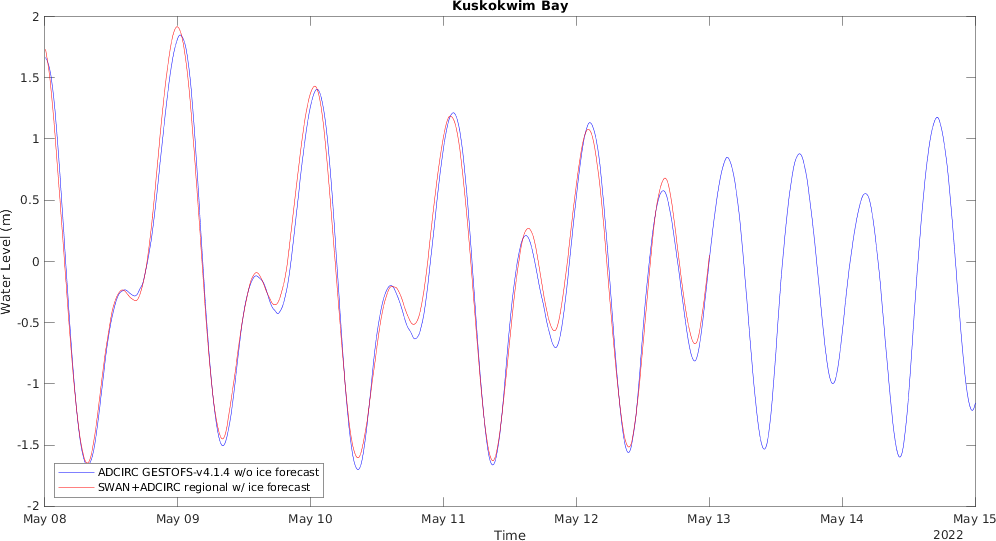 Kuskokwim Bay
2
1.5
1
0.5
0
-0.5
-1
-1.5
-2
Water Level (m)
ADCIRC GESTOFS-v4.1.4 w/o ice forecast
SWAN+ADCIRC regional w/ ice forecast
May 08 May 09 May 10 May 11 May 12 May 13 May 14 May 15
Time
2022